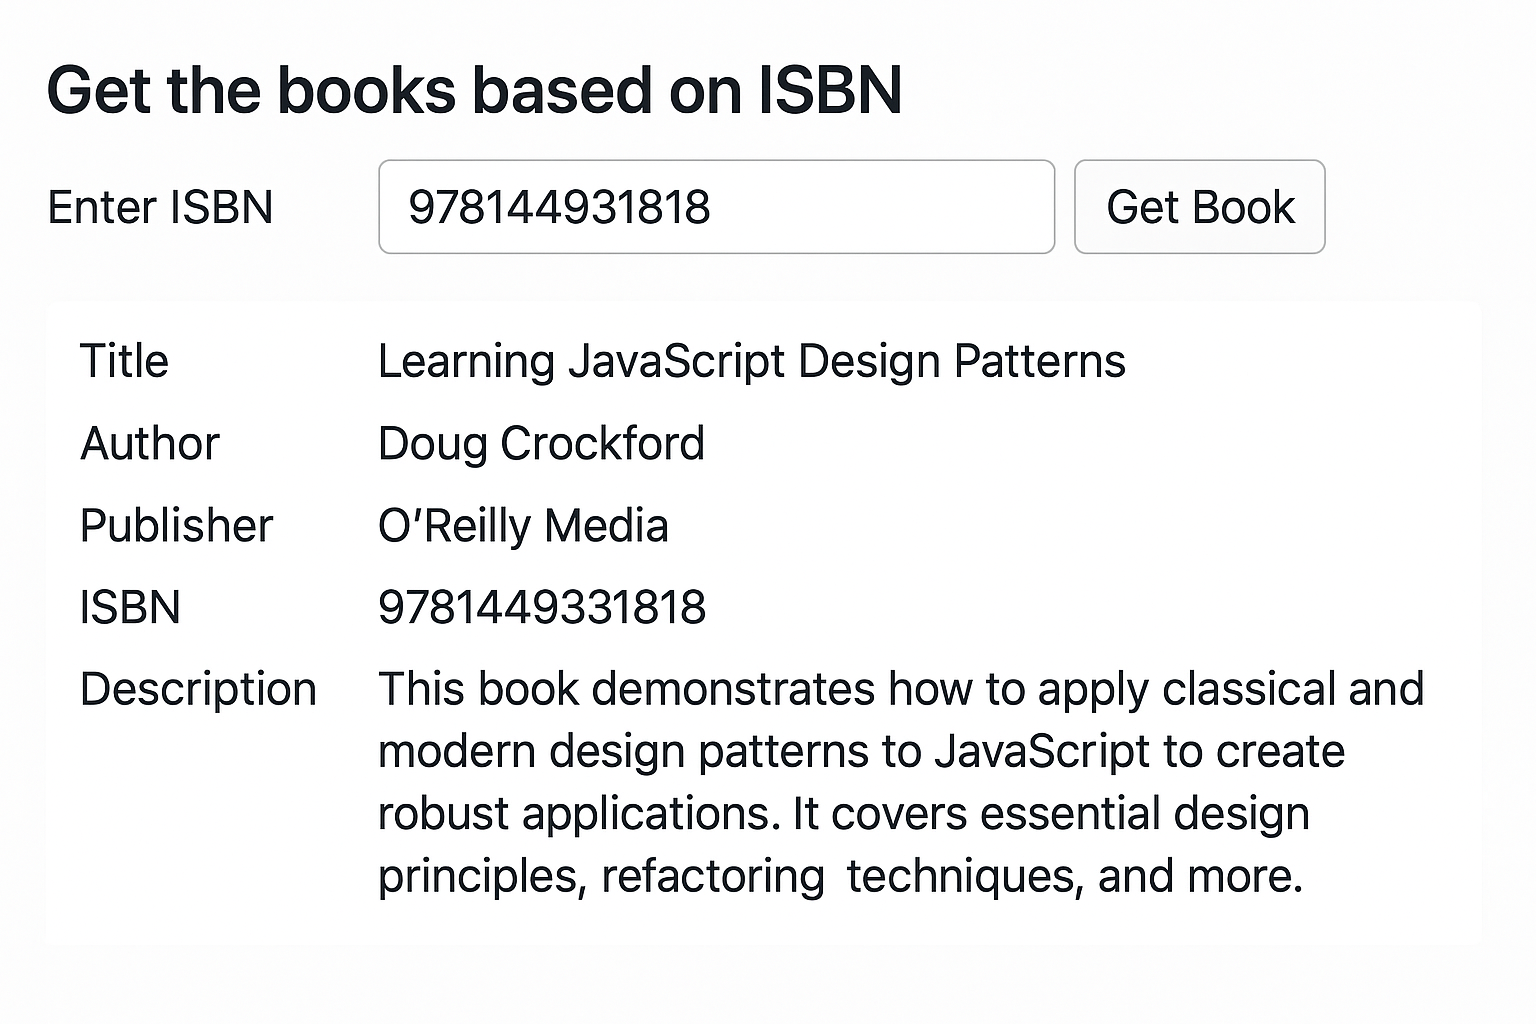 Get the books based on ISBN
Enter ISBN 978144931818 Get Book
Title Learning JavaScript Design Patterns
Author Doug Crockford
Publisher O’Reilly Media
ISBN 9781449331818
Description This book demonstrates how to apply classical and
modern design patterns to JavaScript to create
robust applications. It covers essential design
principles, refactoring techniques, and more.